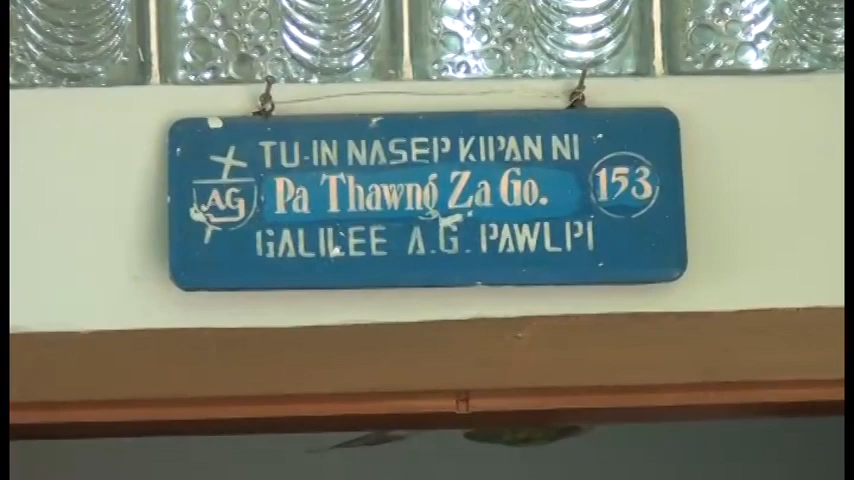 TU-IN NASEP KIPAN NI
AG
Pa Thawng Za Go.
153
GALILEE A.G. PAWLPI